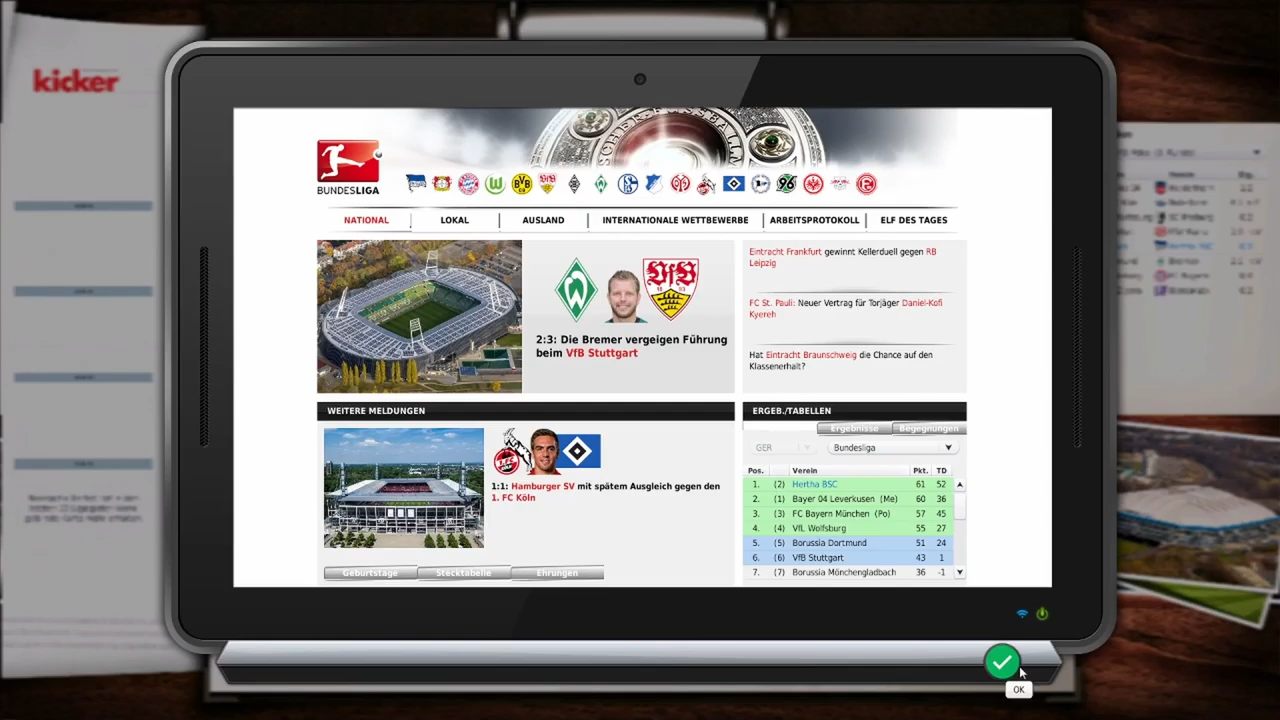 kicker
BUNDESLIGA
NATIONAL
LOKAL
AUSLAND
INTERNATIONALE WETTBEWERBE
ARBEITSPROTOKOLL
ELF DES TAGES
2:3: Die Bremer vergeigen Führung
beim VfB Stuttgart
Eintracht Frankfurt gewinnt Kellerduell gegen RB
Leipzig
FC St. Pauli: Neuer Vertrag für Torjäger Daniel-Kofi
Kyereh
Hat Eintracht Braunschweig die Chance auf den
Klassenerhalt?
WEITERE MELDUNGEN
1:1: Hamburger SV mit spätem Ausgleich gegen den
1. FC Köln
Geburtstage
Stecktabelle
Ehrungen
ERGEB./TABELLEN
Ergebnisse
Begegnungen
GER
Bundesliga
Pos. Verein Pkt. TD
1. (2) Hertha BSC 61 52
2. (1) Bayer 04 Leverkusen (Me) 60 36
3. (3) FC Bayern München (Po) 57 45
4. (4) VfL Wolfsburg 55 27
5. (5) Borussia Dortmund 51 24
6. (6) VfB Stuttgart 43 1
7. (7) Borussia Mönchengladbach 36 -1
OK